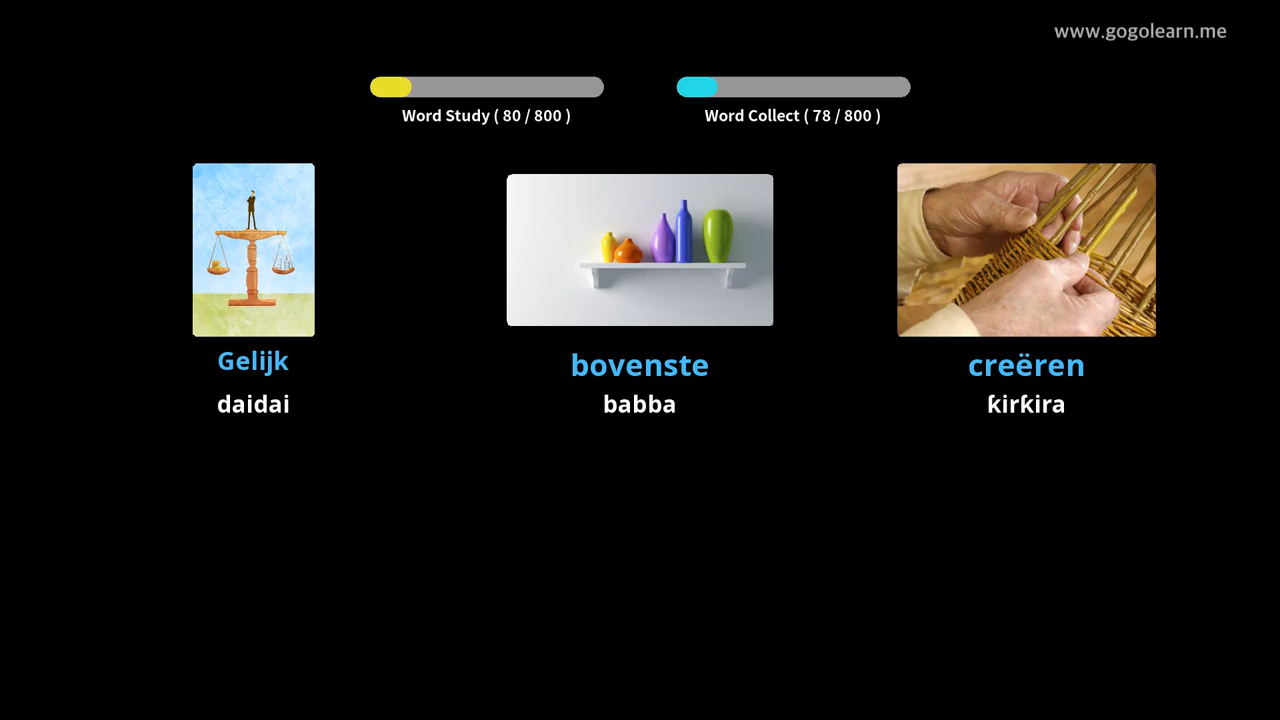 www.gogolearn.me
Word Study ( 80 / 800 )
Word Collect ( 78 / 800 )
Gelijk
bovenste
creëren
daidai
babba
ƙirƙira